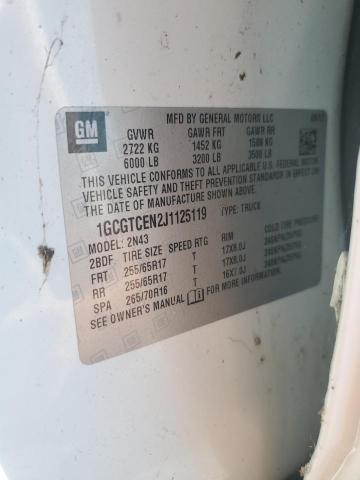 GM
MFD BY GENERAL MOTORS LLC
GVWR GAWR FRT GAWR RR
2722 KG 1452 KG 1588 KG
6000 LB 3200 LB 3500 LB
THIS VEHICLE CONFORMS TO ALL APPLICABLE U.S. FEDERAL MOTOR
VEHICLE SAFETY AND THEFT PREVENTION STANDARDS IN EFFECT ON
THE DATE OF MANUFACTURE SHOWN ABOVE.
1GCGTCEN2J1125119 TYPE: TRUCK
MODEL: 2N43
2BDF TIRE SIZE SPEED RTG RIM COLD TIRE PRESSURE
FRT 255/65R17 T 17X8.0J
RR 255/65R17 T 17X8.0J
SPA 265/70R16 T 16X7.0J
SEE OWNER'S MANUAL FOR MORE INFORMATION.